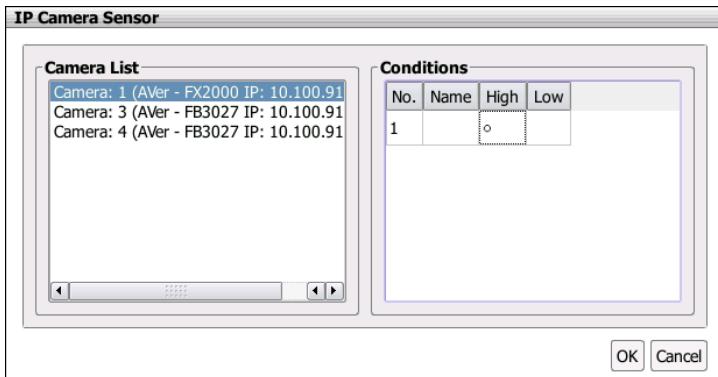 IP Camera Sensor
Camera List
Camera: 1 (AVer - FX2000 IP: 10.100.91
Camera: 3 (AVer - FB3027 IP: 10.100.91
Camera: 4 (AVer - FB3027 IP: 10.100.91
Conditions
No. Name High Low
1
OK Cancel